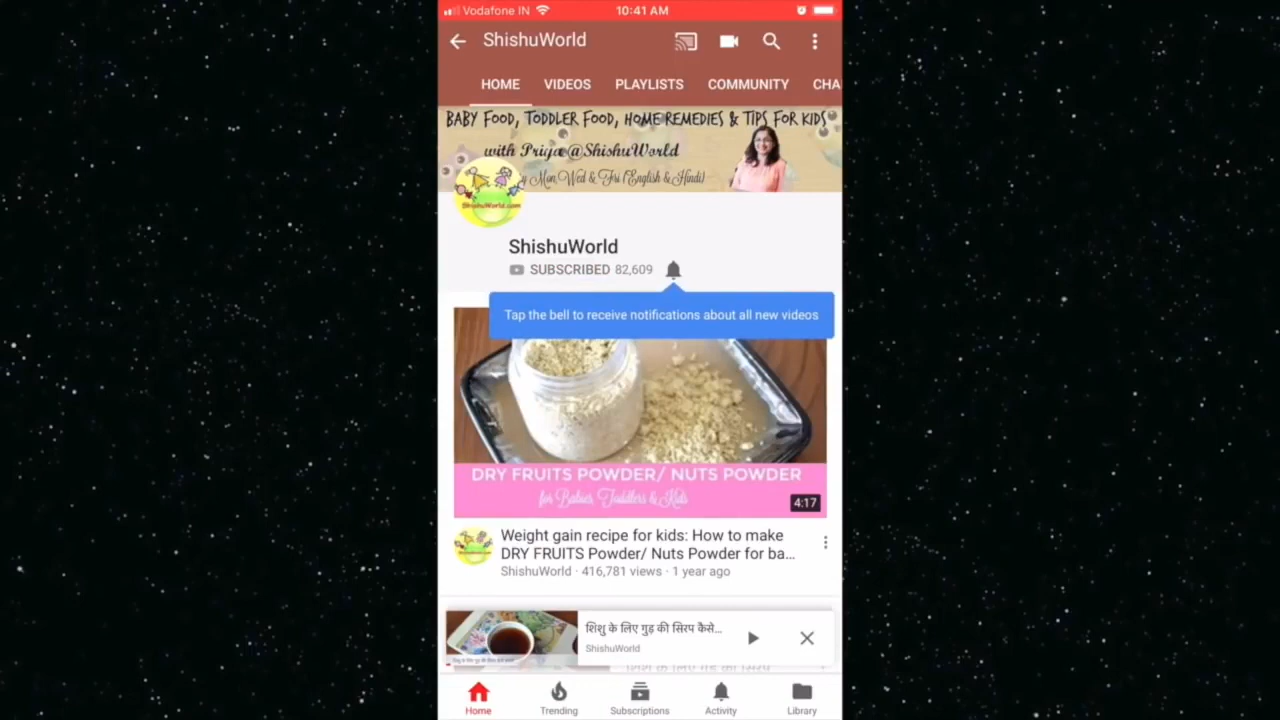 Vodafone IN
10:41 AM
ShishuWorld
HOME VIDEOS PLAYLISTS COMMUNITY CHA
BABY FOOD, TODDLER FOOD, HOME REMEDIES & TIPS FOR KIDS
with Priya @ShishuWorld
Mon, Wed & Fri (English & Hindi)
ShishuWorld.com
ShishuWorld
SUBSCRIBED 82,609
Tap the bell to receive notifications about all new videos
DRY FRUITS POWDER/ NUTS POWDER
for Babies, Toddlers & Kids
4:17
Weight gain recipe for kids: How to make
DRY FRUITS Powder/ Nuts Powder for ba...
ShishuWorld · 416,781 views · 1 year ago
शिशु के लिए गुड़ की सिरप कैसे...
ShishuWorld
Home Trending Subscriptions Activity Library